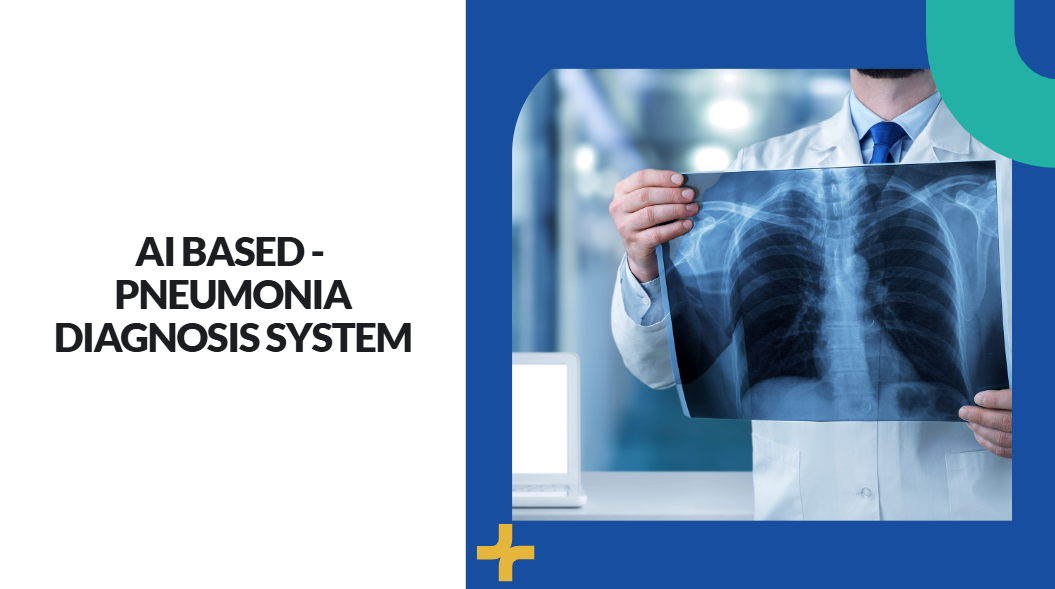 AI BASED -
PNEUMONIA
DIAGNOSIS SYSTEM